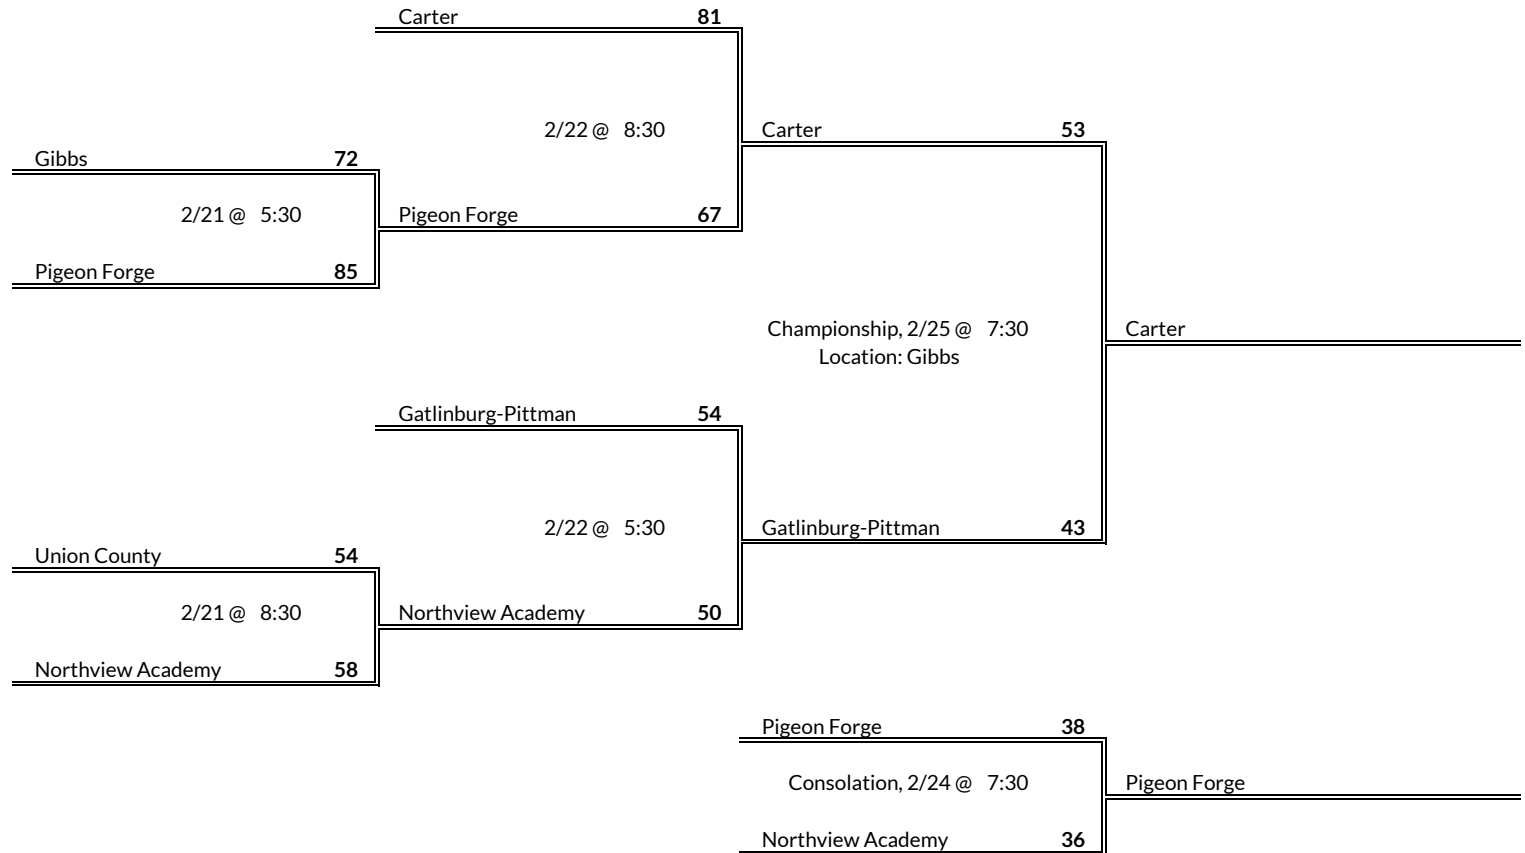 Carter 81
2/22 @ 8:30
Carter 53
Gibbs 72
2/21 @ 5:30
Pigeon Forge 67
Pigeon Forge 85
Championship, 2/25 @ 7:30
Location: Gibbs
Carter
Gatlinburg-Pittman 54
2/22 @ 5:30
Gatlinburg-Pittman 43
Union County 54
2/21 @ 8:30
Northview Academy 50
Northview Academy 58
Pigeon Forge 38
Consolation, 2/24 @ 7:30
Pigeon Forge
Northview Academy 36